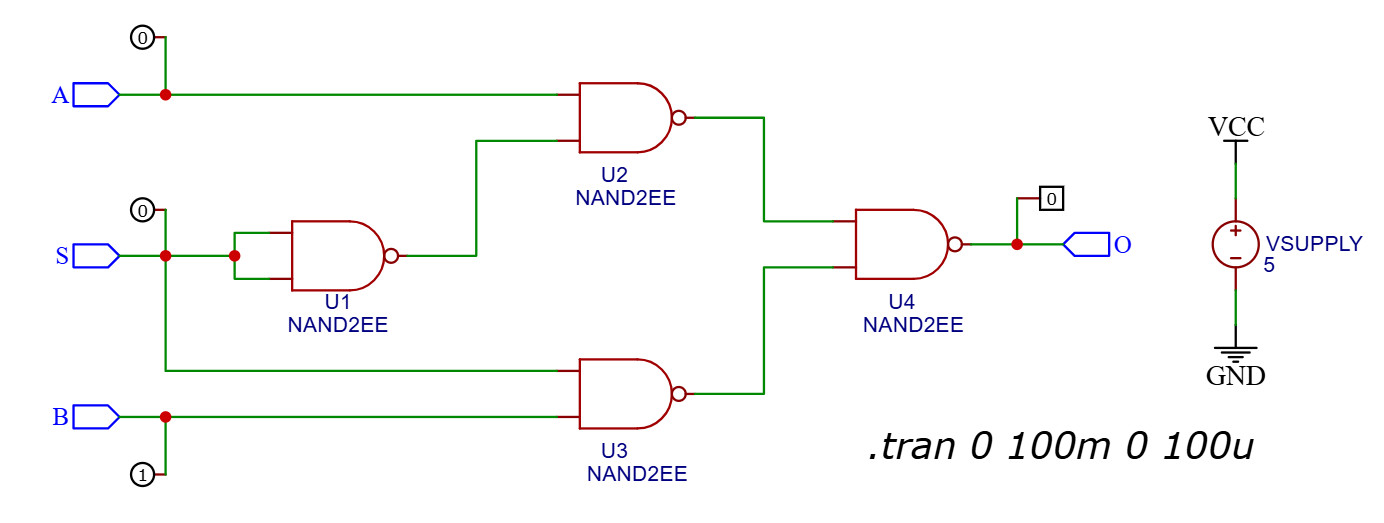 0
A
U2
NAND2EE
0
S
U1
NAND2EE
B
1
U3
NAND2EE
0
O
U4
NAND2EE
VCC
VSUPPLY
5
GND
.tran 0 100m 0 100u